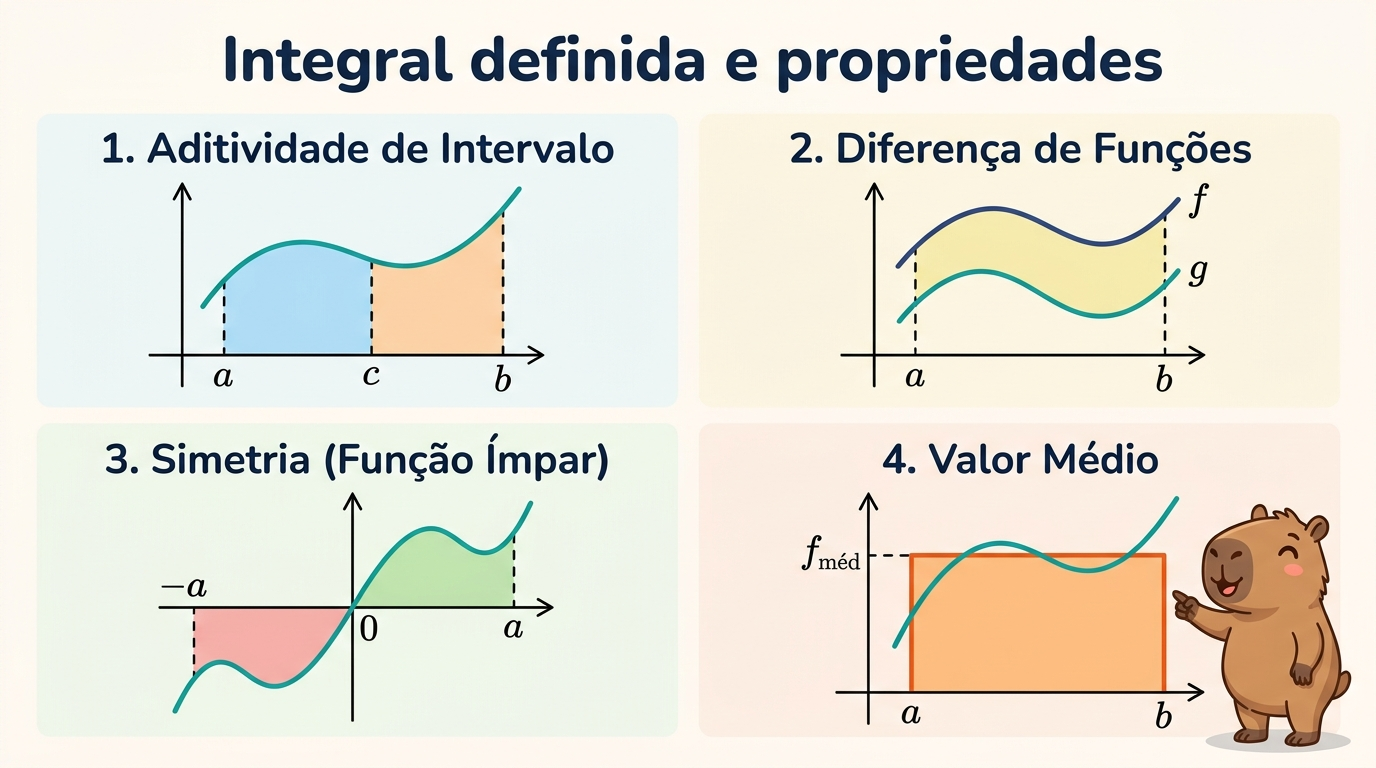 Integral definida e propriedades
1. Aditividade de Intervalo
a c b
2. Diferença de Funções
f
g
a b
3. Simetria (Função Ímpar)
−a
0 a
4. Valor Médio
fméd
a b